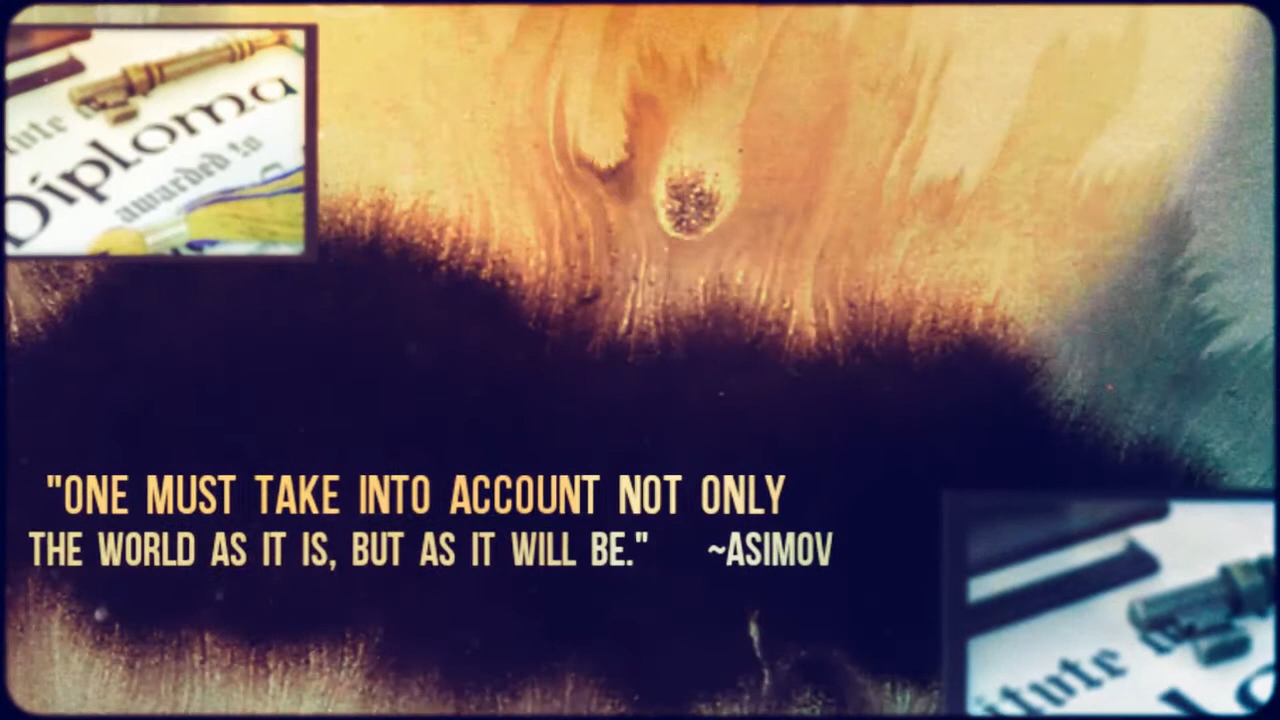 Diploma
awarded to
"ONE MUST TAKE INTO ACCOUNT NOT ONLY
THE WORLD AS IT IS, BUT AS IT WILL BE." ~ASIMOV